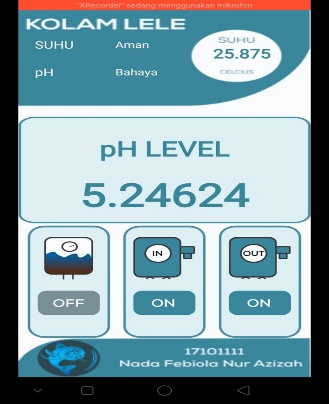 "XRecorder" sedang menggunakan mikrofon
KOLAM LELE
SUHU Aman
pH Bahaya
SUHU
25.875
CELCIUS
pH LEVEL
5.24624
IN
OUT
OFF
ON
ON
17101111
Nada Febiola Nur Azizah